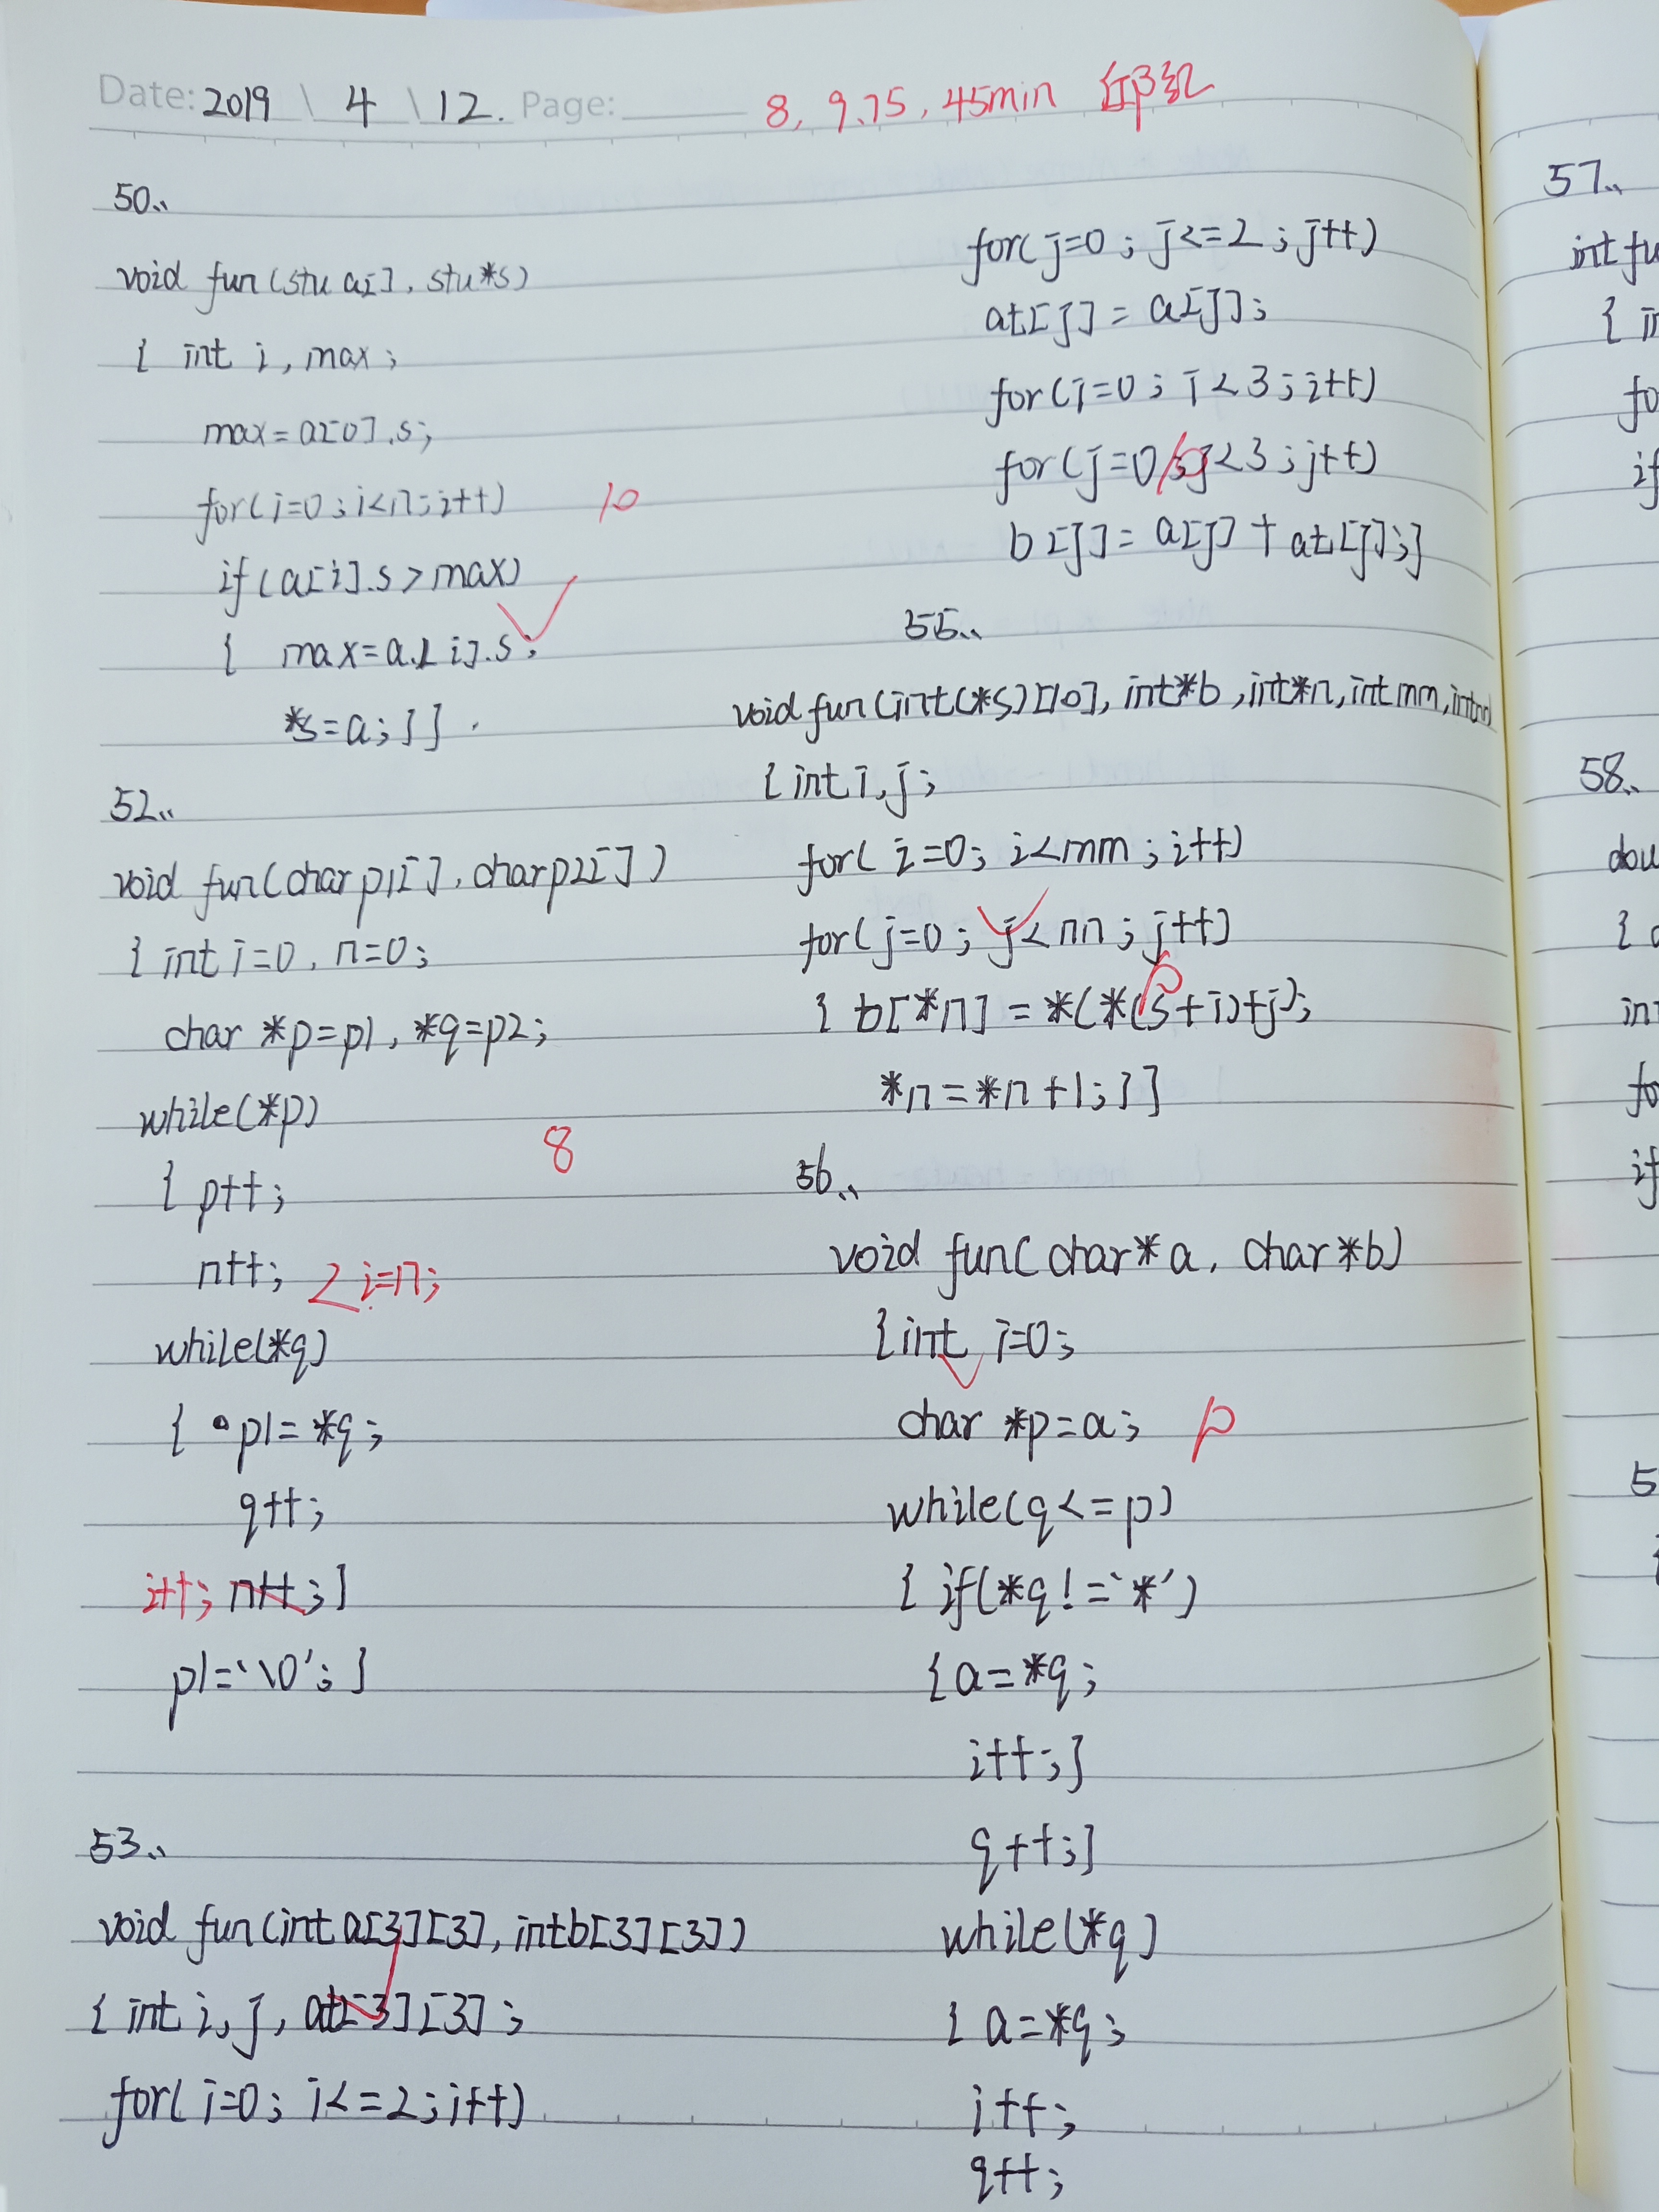 Date: 2019 \ 4 \ 12. Page:
8, 9.75, 45min
50、
void fun(stu a[], stu*s)
{ int i, max;
max=a[0].s;
for(i=0;i<n;i++) 10
if(a[i].s>max)
{ max=a[i].s;
*s=a;}}
52、
void fun(char p1[], char p2[])
{ int i=0, n=0;
char *p=p1, *q=p2;
while(*p)
8
{ p++;
n++; i=n;
while(*q)
{ p1=*q;
q++;
i++; n++;}
p1='\0';}
53、
void fun(int a[3][3], int b[3][3])
{ int i, j, at[3][3];
for(i=0; i<=2;i++)
for(j=0; j<=2;j++)
at[j]=a[j];
for(i=0; i<3;i++)
for(j=0;j<3;j++)
b[j]=a[j]+at[j];}
55、
void fun(int(*s)[10], int*b, int*n, int mm, int
{ int i, j;
for(i=0; i<mm; i++)
for(j=0; j<nn; j++)
{ b[*n]=*(*(s+i)+j);
*n=*n+1;}}
56、
void fun(char*a, char*b)
{ int i=0;
char *p=a;
while(q<=p)
{ if(*q!='*')
{a=*q;
i++;}
q++;}
while(*q)
{ a=*q;
i++;
q++;
57、
int fu
{ in
fo
if
58、
dou
{
int
fo
if
5